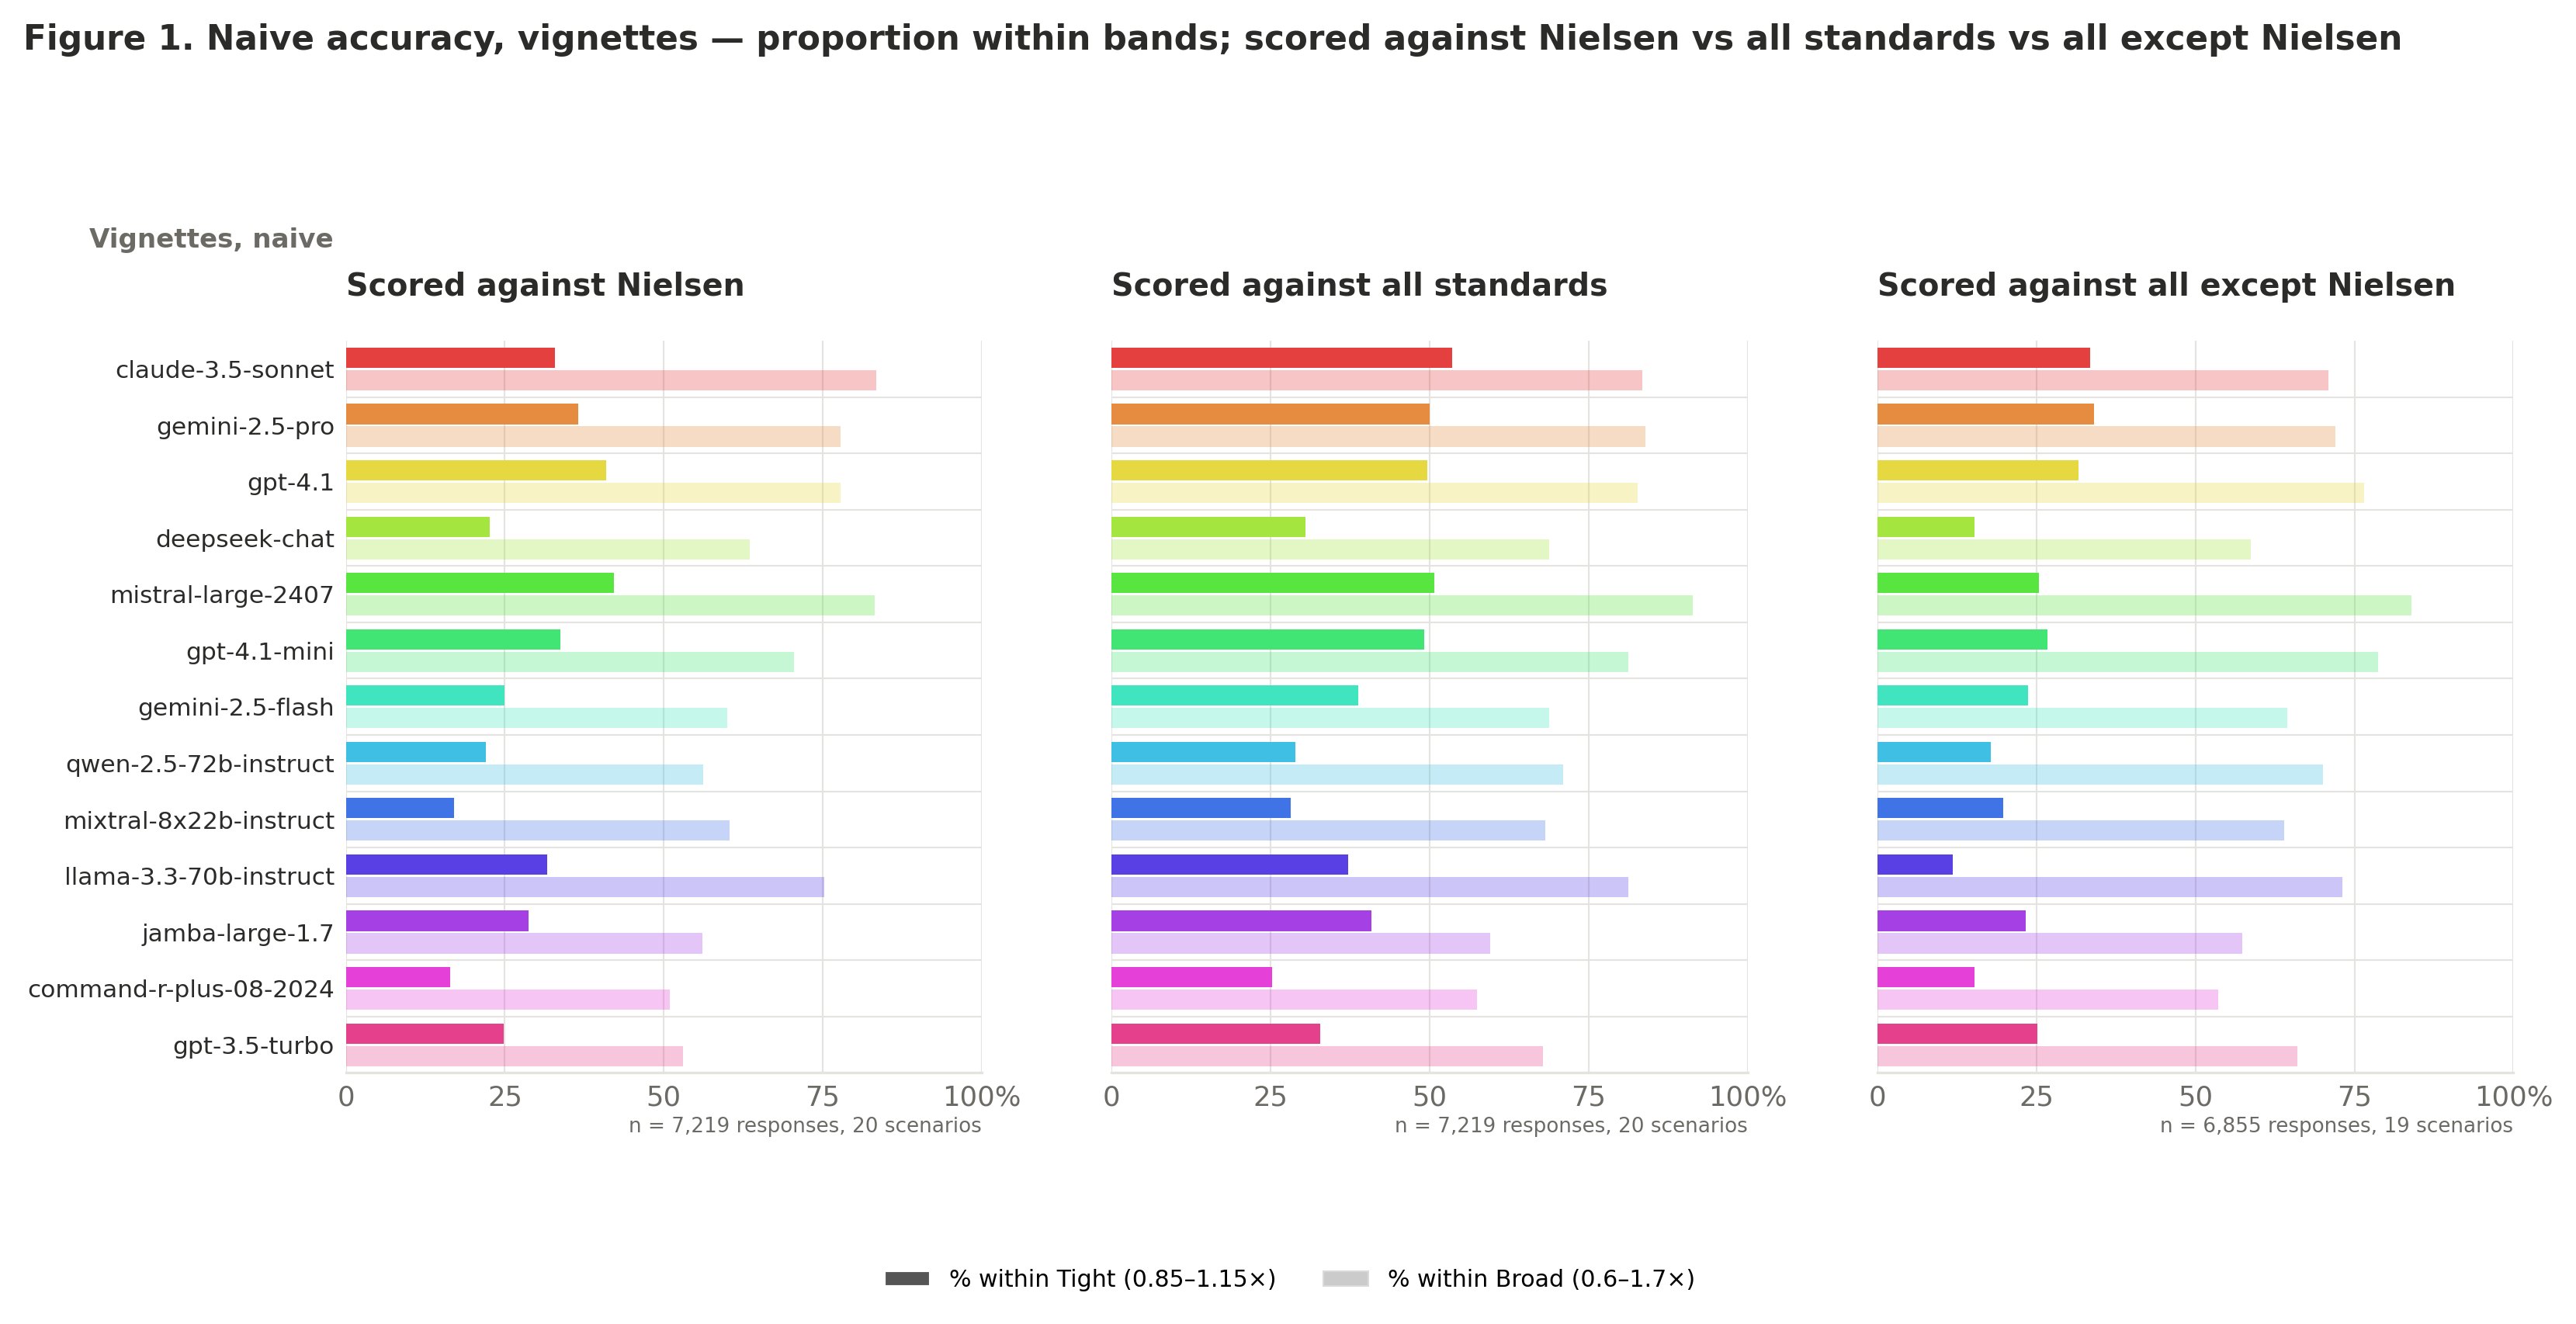 Figure 1. Naive accuracy, vignettes — proportion within bands; scored against Nielsen vs all standards vs all except Nielsen
Vignettes, naive
Scored against Nielsen
Scored against all standards
Scored against all except Nielsen
claude-3.5-sonnet
gemini-2.5-pro
gpt-4.1
deepseek-chat
mistral-large-2407
gpt-4.1-mini
gemini-2.5-flash
qwen-2.5-72b-instruct
mixtral-8x22b-instruct
llama-3.3-70b-instruct
jamba-large-1.7
command-r-plus-08-2024
gpt-3.5-turbo
0 25 50 75 100%
0 25 50 75 100%
0 25 50 75 100%
n = 7,219 responses, 20 scenarios
n = 7,219 responses, 20 scenarios
n = 6,855 responses, 19 scenarios
% within Tight (0.85–1.15×)
% within Broad (0.6–1.7×)